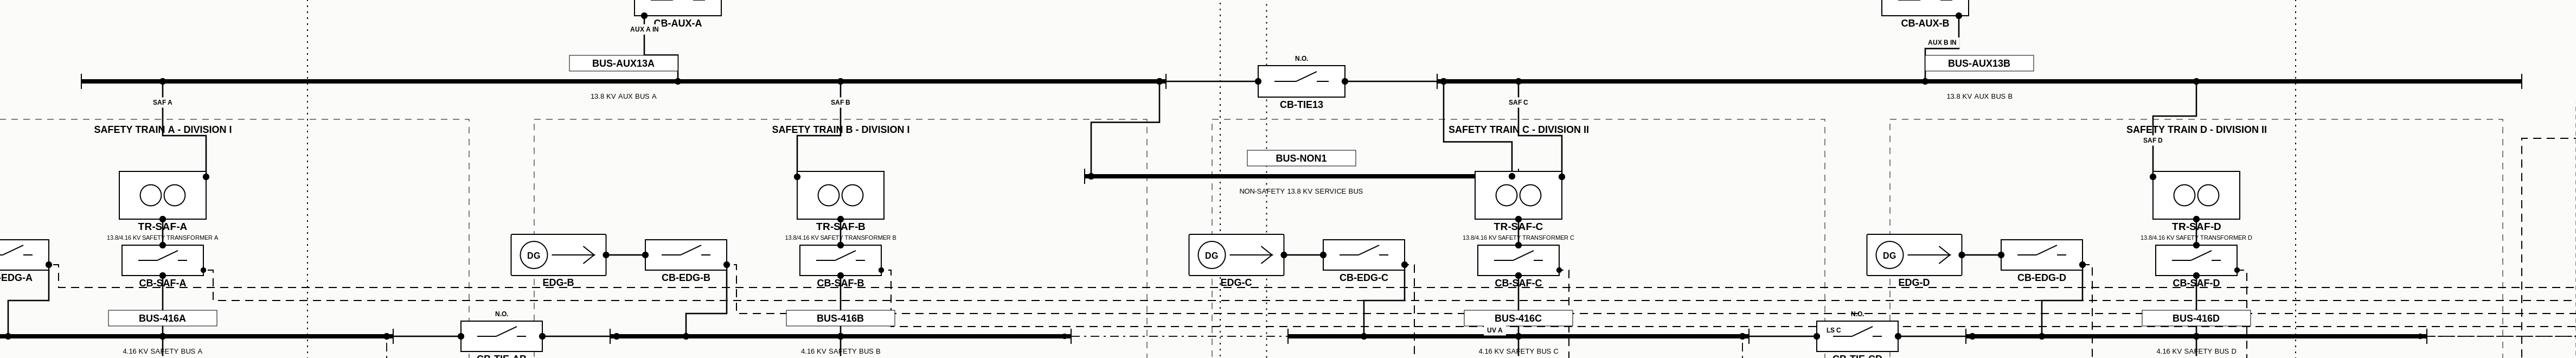 CB-AUX-A
CB-AUX-B
AUX A IN
AUX B IN
BUS-AUX13A
N.O.
BUS-AUX13B
13.8 KV AUX BUS A
CB-TIE13
13.8 KV AUX BUS B
SAF A
SAF B
SAF C
SAFETY TRAIN A - DIVISION I
SAFETY TRAIN B - DIVISION I
SAFETY TRAIN C - DIVISION II
SAFETY TRAIN D - DIVISION II
SAF D
BUS-NON1
NON-SAFETY 13.8 KV SERVICE BUS
TR-SAF-A
TR-SAF-B
TR-SAF-C
TR-SAF-D
13.8/4.16 KV SAFETY TRANSFORMER A
13.8/4.16 KV SAFETY TRANSFORMER B
13.8/4.16 KV SAFETY TRANSFORMER C
13.8/4.16 KV SAFETY TRANSFORMER D
DG
DG
DG
-EDG-A
CB-SAF-A
EDG-B
CB-EDG-B
CB-SAF-B
EDG-C
CB-EDG-C
CB-SAF-C
EDG-D
CB-EDG-D
CB-SAF-D
BUS-416A
N.O.
BUS-416B
BUS-416C
N.O.
BUS-416D
UV A
LS C
4.16 KV SAFETY BUS A
CB-TIE-AB
4.16 KV SAFETY BUS B
4.16 KV SAFETY BUS C
CB-TIE-CD
4.16 KV SAFETY BUS D